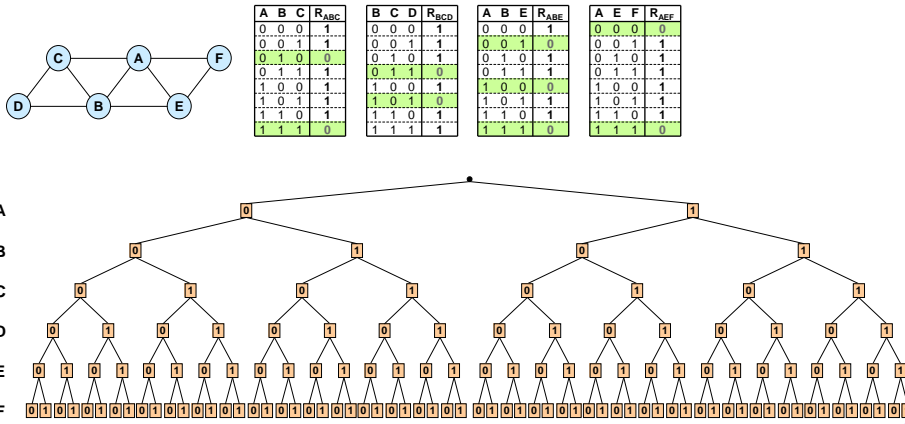 A B C R_ABC B C D R_BCD A B E R_ABE A E F R_AEF
0 0 0 1 0 0 0 1 0 0 0 1 0 0 0 0
0 0 1 1 0 0 1 1 0 0 1 0 0 0 1 1
0 1 0 0 0 1 0 1 0 1 0 1 0 1 0 1
0 1 1 1 0 1 1 0 0 1 1 1 0 1 1 1
1 0 0 1 1 0 0 1 1 0 0 0 1 0 0 1
1 0 1 1 1 0 1 0 1 0 1 1 1 0 1 1
1 1 0 1 1 1 0 1 1 1 0 1 1 1 0 1
1 1 1 0 1 1 1 1 1 1 1 0 1 1 1 0
C A F
D B E
A 0 1
B 0 1 0 1
C 0 1 0 1 0 1 0 1
D 0 1 0 1 0 1 0 1 0 1 0 1 0 1 0 1
E 0 1 0 1 0 1 0 1 0 1 0 1 0 1 0 1 0 1 0 1 0 1 0 1 0 1 0 1 0 1 0 1
F 0 1 0 1 0 1 0 1 0 1 0 1 0 1 0 1 0 1 0 1 0 1 0 1 0 1 0 1 0 1 0 1 0 1 0 1 0 1 0 1 0 1 0 1 0 1 0 1 0 1 0 1 0 1 0 1 0 1 0 1 0 1 0